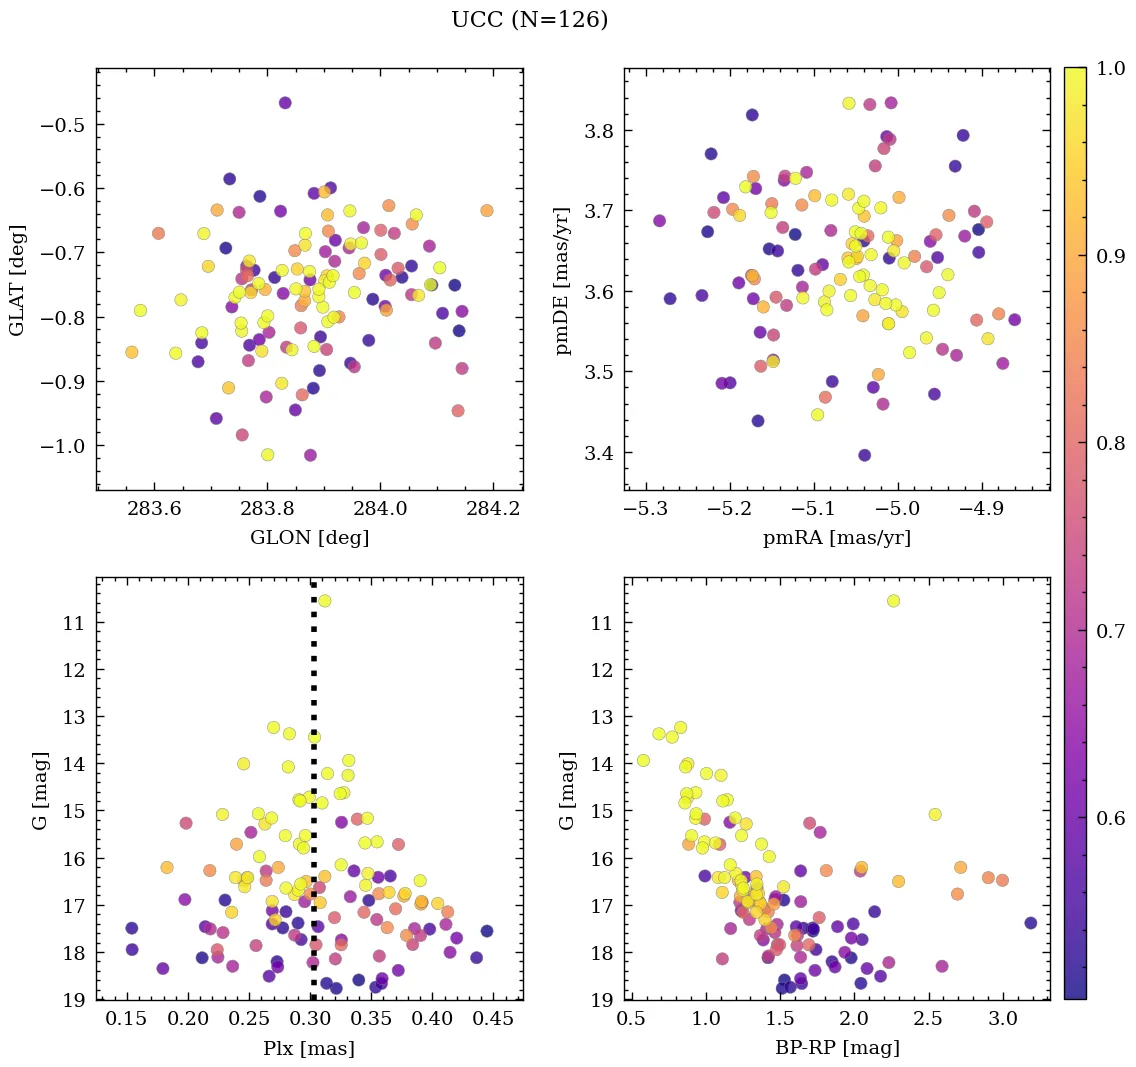 UCC (N=126)
−0.5
−0.6
−0.7
−0.8
−0.9
−1.0
GLAT [deg]
283.6 283.8 284.0 284.2
GLON [deg]
3.8
3.7
3.6
3.5
3.4
pmDE [mas/yr]
−5.3 −5.2 −5.1 −5.0 −4.9
pmRA [mas/yr]
1.0
0.9
0.8
0.7
0.6
11
12
13
14
15
16
17
18
19
G [mag]
0.15 0.20 0.25 0.30 0.35 0.40 0.45
Plx [mas]
11
12
13
14
15
16
17
18
19
G [mag]
0.5 1.0 1.5 2.0 2.5 3.0
BP-RP [mag]